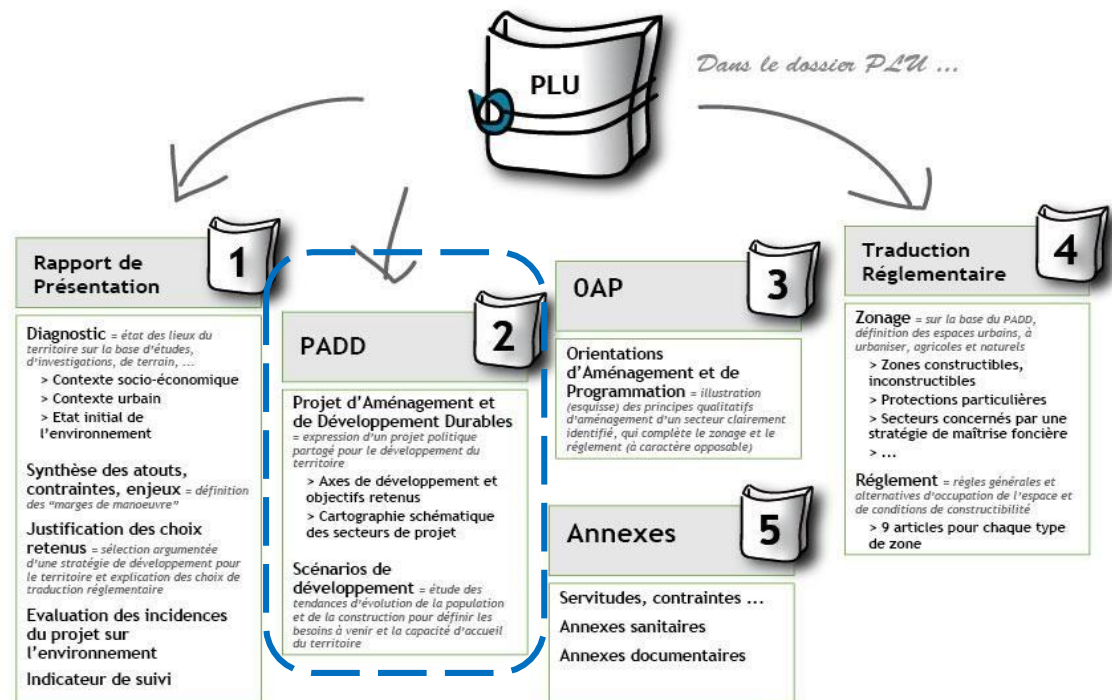 PLU
Dans le dossier PLU ...
1
Rapport de
Présentation
Diagnostic = état des lieux du
territoire sur la base d'études,
d'investigations, de terrain, ...
> Contexte socio-économique
> Contexte urbain
> Etat initial de
l'environnement
Synthèse des atouts,
contraintes, enjeux = définition
des "marges de manoeuvre"
Justification des choix
retenus = sélection argumentée
d'une stratégie de développement pour
le territoire et explication des choix de
traduction réglementaire
Evaluation des incidences
du projet sur
l'environnement
Indicateur de suivi
2
PADD
Projet d'Aménagement et
de Développement Durables
= expression d'un projet politique
partagé pour le développement du
territoire
> Axes de développement et
objectifs retenus
> Cartographie schématique
des secteurs de projet
Scénarios de
développement = étude des
tendances d'évolution de la population
et de la construction pour définir les
besoins à venir et la capacité d'accueil
du territoire
3
OAP
Orientations
d'Aménagement et de
Programmation = illustration
(esquisse) des principes qualitatifs
d'aménagement d'un secteur clairement
identifié, qui complète le zonage et le
réglement (à caractère opposable)
5
Annexes
Servitudes, contraintes ...
Annexes sanitaires
Annexes documentaires
4
Traduction
Réglementaire
Zonage = sur la base du PADD,
définition des espaces urbains, à
urbaniser, agricoles et naturels
> Zones constructibles,
inconstructibles
> Protections particulières
> Secteurs concernés par une
stratégie de maîtrise foncière
> ...
Réglement = règles générales et
alternatives d'occupation de l'espace et
de conditions de constructibilité
> 9 articles pour chaque type
de zone